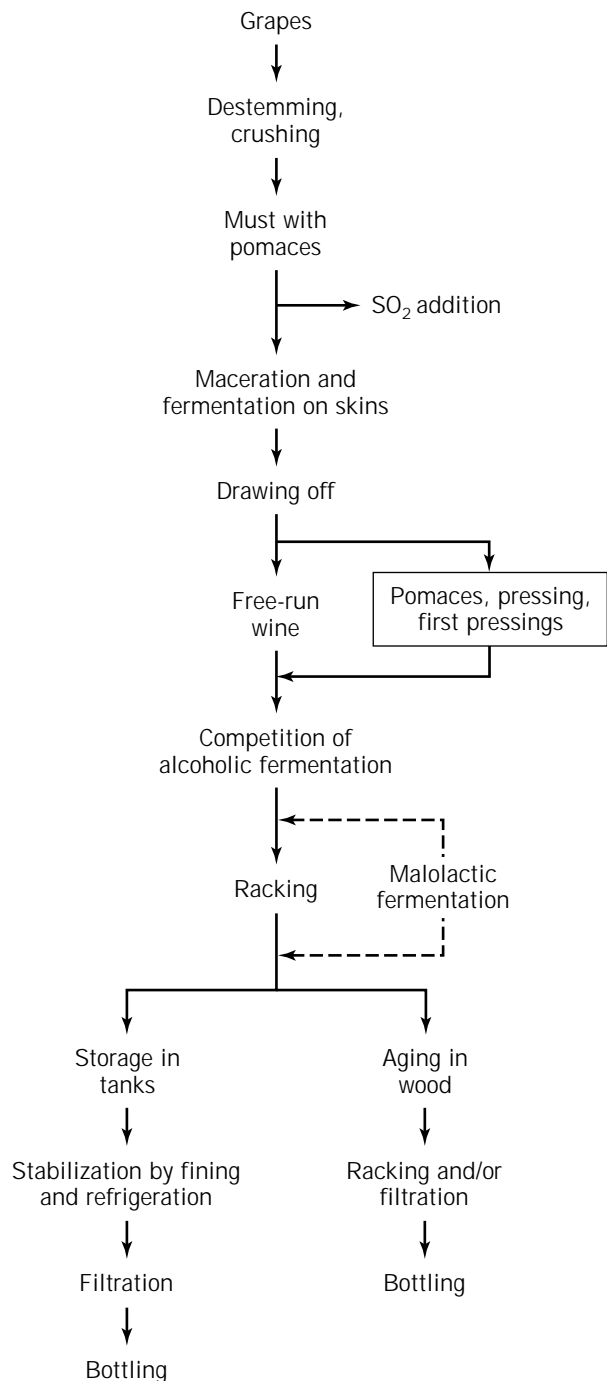 Grapes
Destemming,
crushing
Must with
pomaces
SO₂ addition
Maceration and
fermentation on skins
Drawing off
Free-run
wine
Pomaces, pressing,
first pressings
Competition of
alcoholic fermentation
Malolactic
fermentation
Racking
Storage in
tanks
Aging in
wood
Stabilization by fining
and refrigeration
Racking and/or
filtration
Filtration
Bottling
Bottling